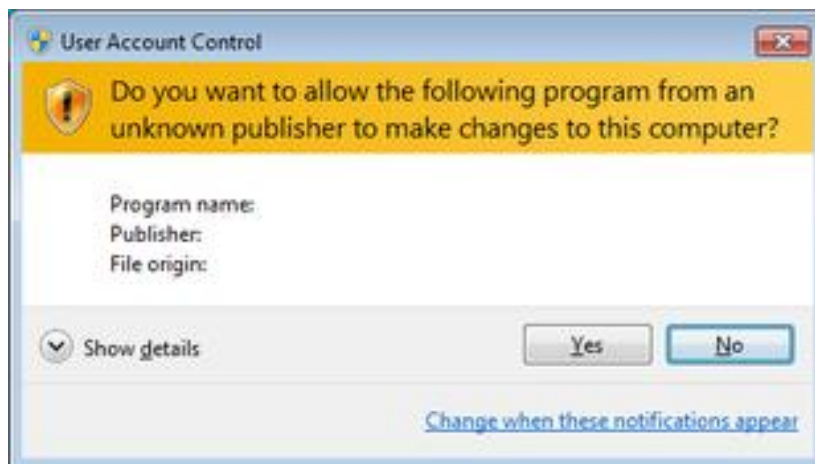 User Account Control
Do you want to allow the following program from an
unknown publisher to make changes to this computer?
Program name:
Publisher:
File origin:
Show details
Yes
No
Change when these notifications appear